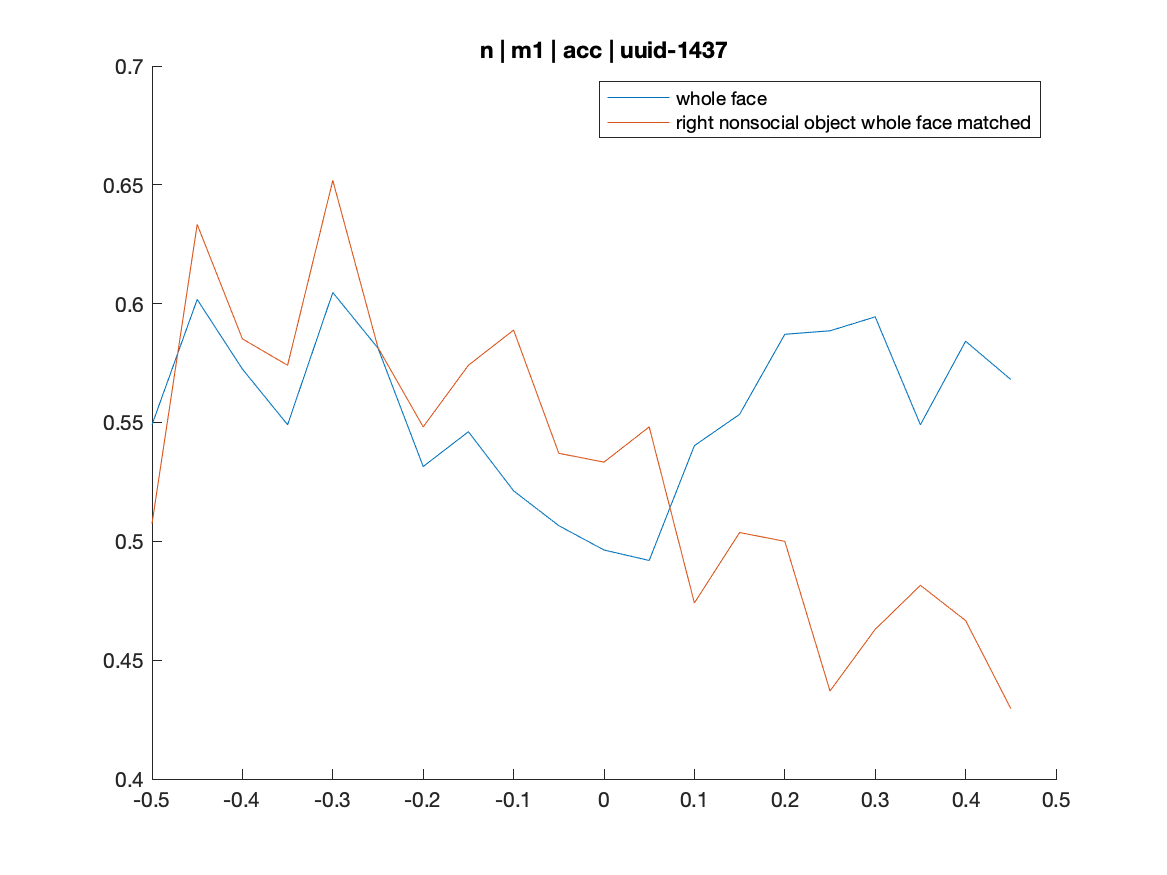 n | m1 | acc | uuid-1437
whole face
right nonsocial object whole face matched
0.7
0.65
0.6
0.55
0.5
0.45
0.4
-0.5 -0.4 -0.3 -0.2 -0.1 0 0.1 0.2 0.3 0.4 0.5